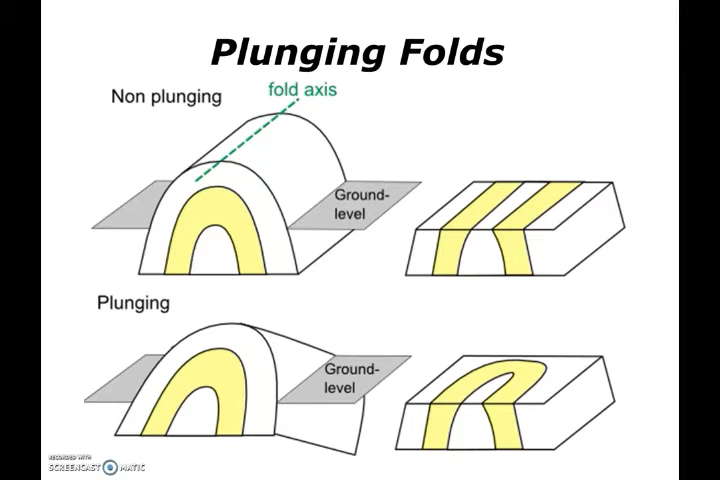 Plunging Folds
Non plunging
fold axis
Ground-
level
Plunging
Ground-
level
RECORDED WITH
SCREENCAST MATIC